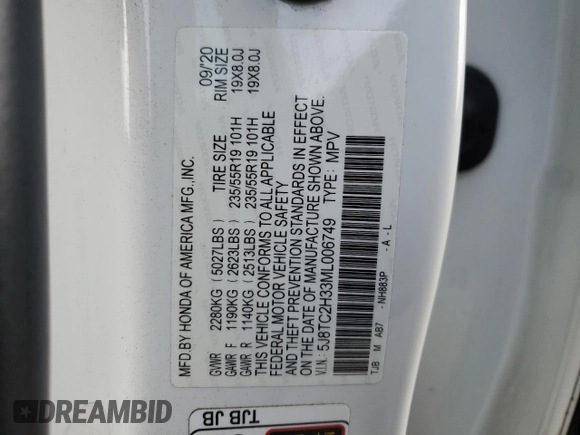 MFD.BY HONDA OF AMERICA MFG.,INC. 09/'20
TIRE SIZE RIM SIZE
GVWR 2280KG (5027LBS)
GAWR F 1190KG (2623LBS) 235/55R19 101H 19X8.0J
GAWR R 1140KG (2513LBS) 235/55R19 101H 19X8.0J
THIS VEHICLE CONFORMS TO ALL APPLICABLE
FEDERAL MOTOR VEHICLE SAFETY
AND THEFT PREVENTION STANDARDS IN EFFECT
ON THE DATE OF MANUFACTURE SHOWN ABOVE.
V.I.N.: 5J8TC2H33ML006749 TYPE: MPV
TJB M AB7 - NH883P - A - L
TJB JB
DREAMBID